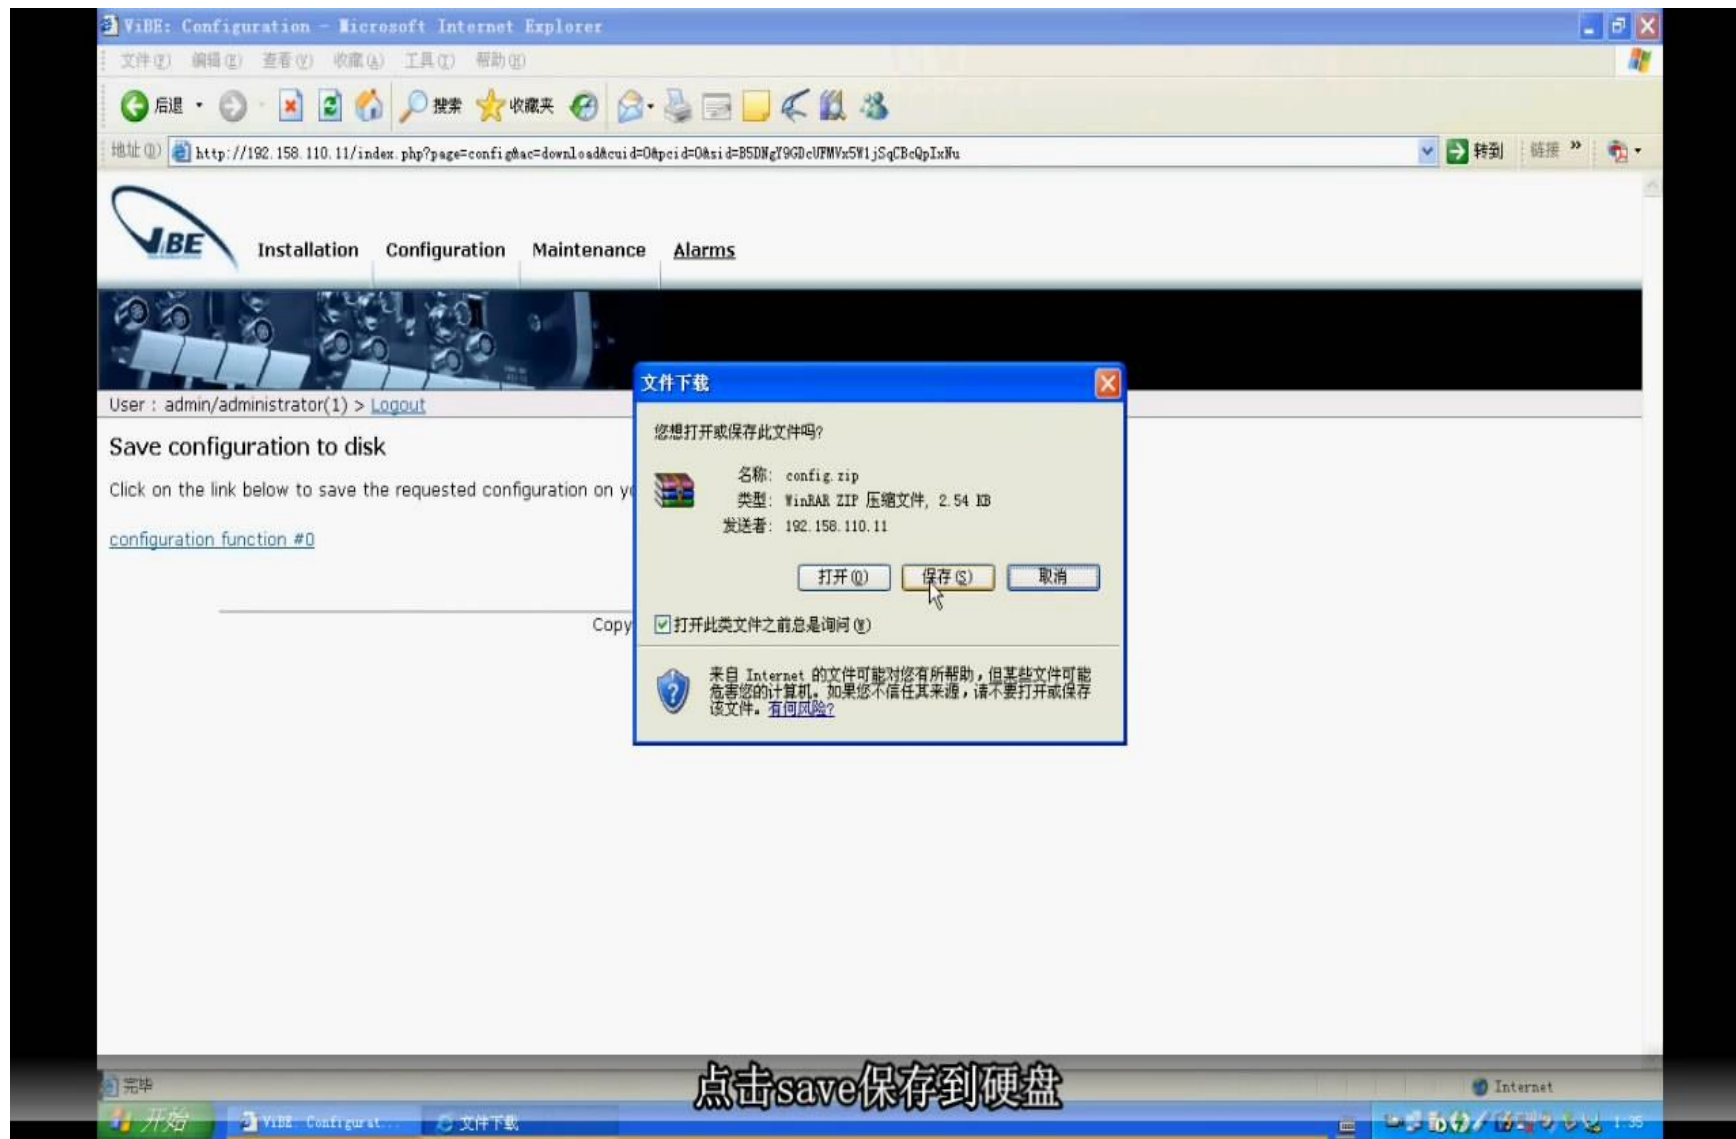 ViBE: Configuration - Microsoft Internet Explorer
文件(F) 编辑(E) 查看(V) 收藏(A) 工具(T) 帮助(H)
后退 搜索 收藏夹
地址(D) http://192.158.110.11/index.php?page=config&ac=download&cuid=0&pcid=0&sid=B5DNgY9GDcUFMVx5W1jSqCBcQpIxNu 转到 链接 »
ViBE
Installation Configuration Maintenance Alarms
User : admin/administrator(1) > Logout
Save configuration to disk
Click on the link below to save the requested configuration on y
configuration function #0
Copy
文件下载
您想打开或保存此文件吗?
名称: config.zip
类型: WinRAR ZIP 压缩文件, 2.54 KB
发送者: 192.158.110.11
打开(O) 保存(S) 取消
打开此类文件之前总是询问(W)
来自 Internet 的文件可能对您有所帮助，但某些文件可能
危害您的计算机。如果您不信任其来源，请不要打开或保存
该文件。有何风险?
点击save保存到硬盘
完毕 Internet
开始 ViBE: Configurat... 文件下载 1:35